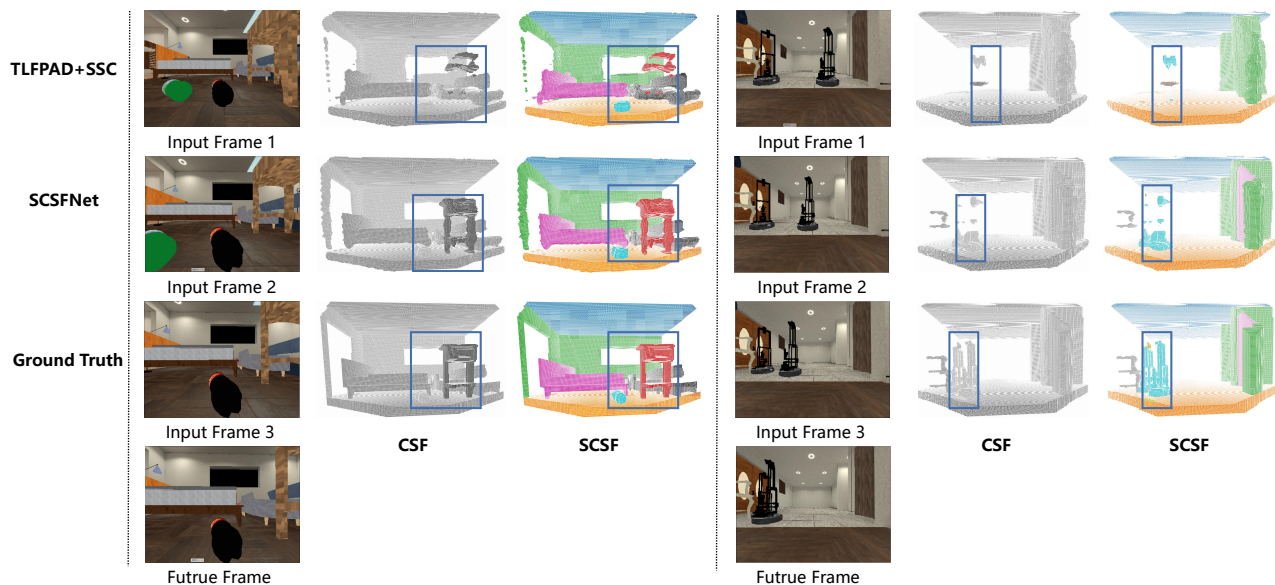 TLFPAD+SSC
Input Frame 1
Input Frame 1
SCSFNet
Input Frame 2
Input Frame 2
Ground Truth
Input Frame 3
CSF
SCSF
Input Frame 3
CSF
SCSF
Futrue Frame
Futrue Frame